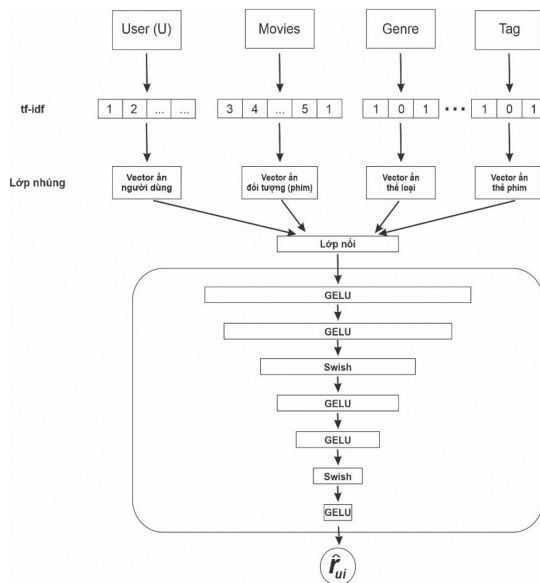 User (U) Movies Genre Tag
tf-idf 1 2 ... ... 3 4 ... 5 1 1 0 1 ... 1 0 1
Lớp nhúng
Vector ẩn
người dùng
Vector ẩn
đối tượng (phim)
Vector ẩn
thể loại
Vector ẩn
thẻ phim
Lớp nối
GELU
GELU
Swish
GELU
GELU
Swish
GELU
r̂ui